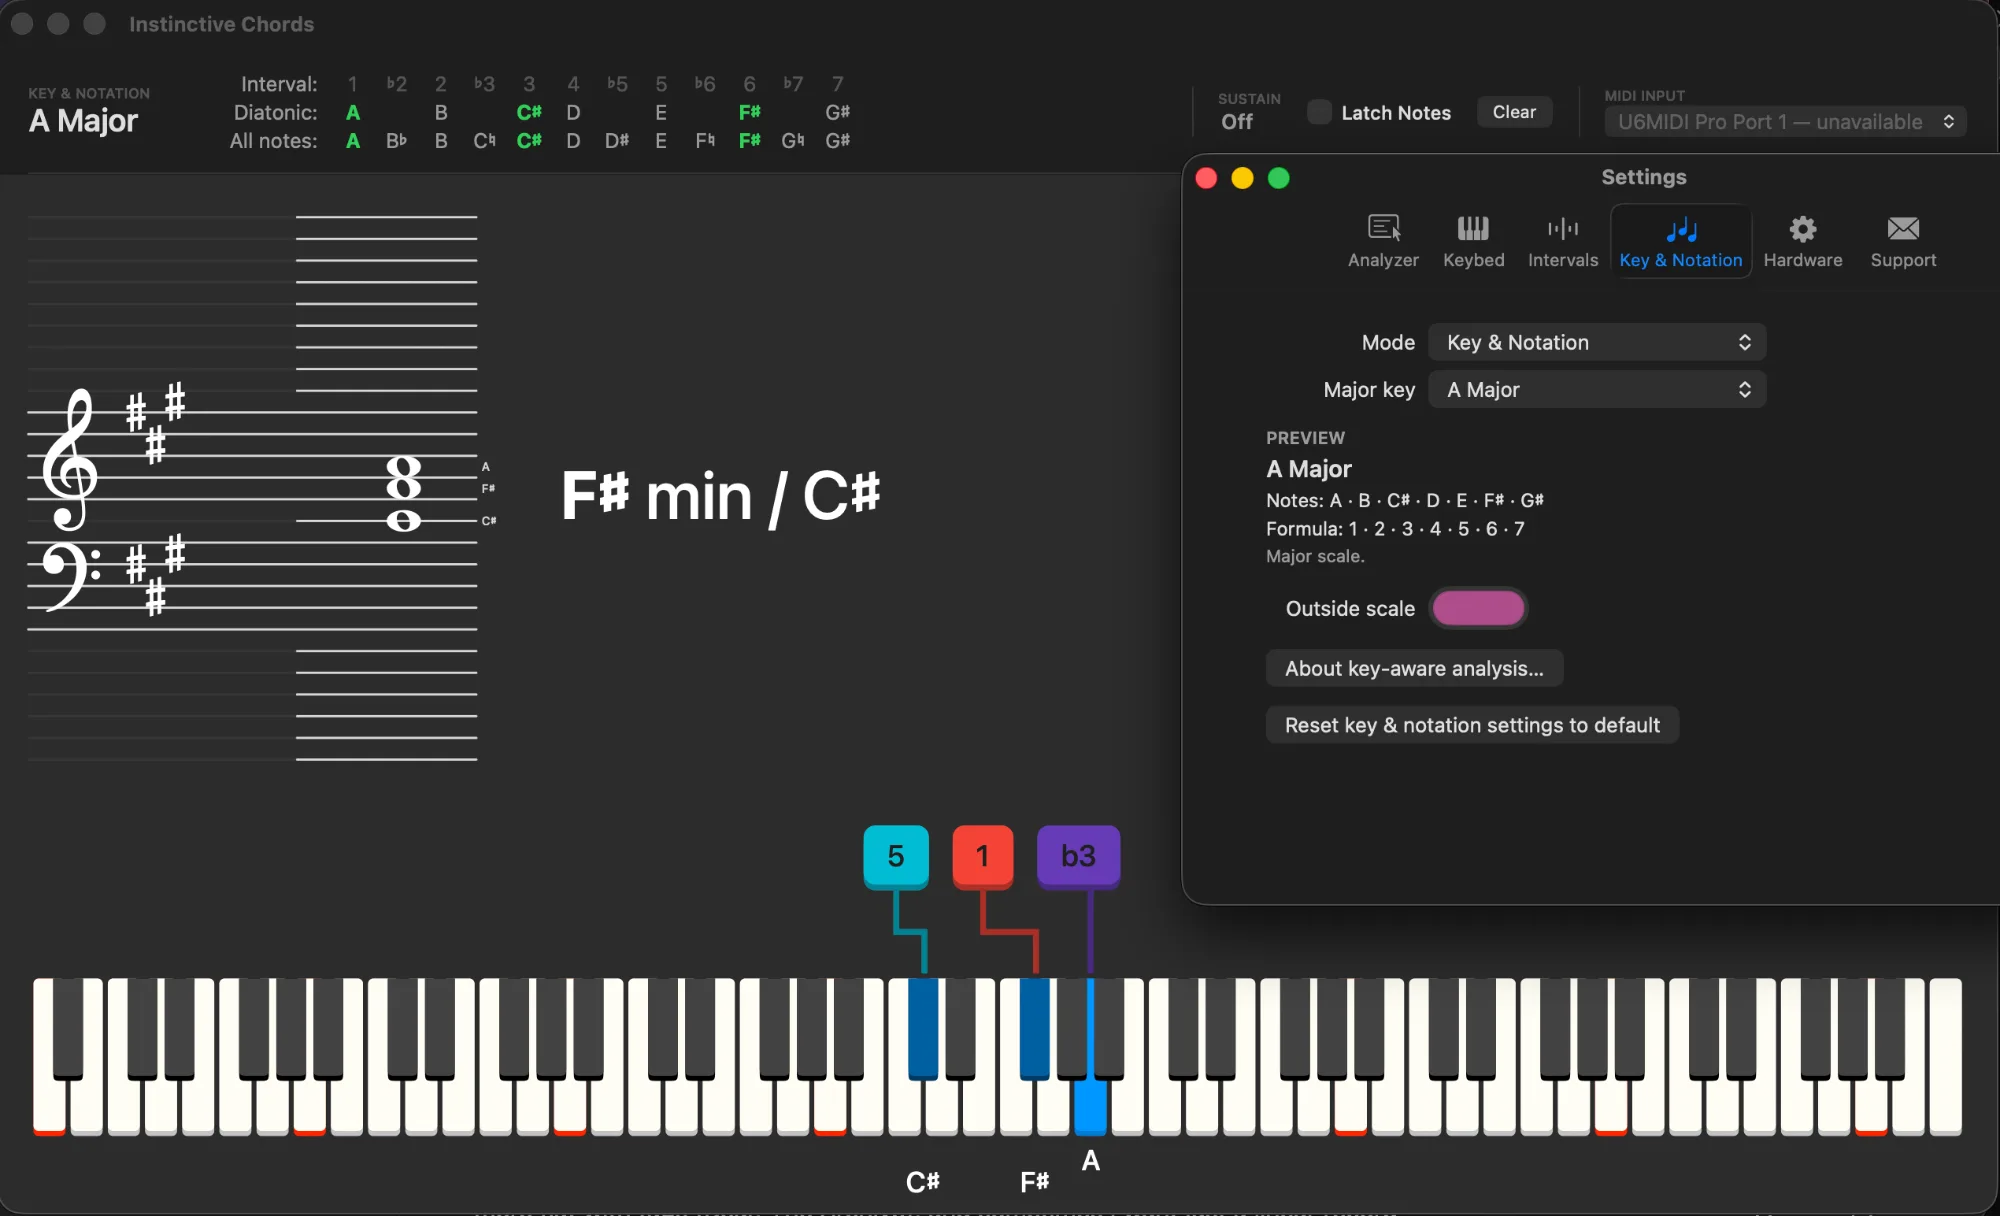 Instinctive Chords
KEY & NOTATION
A Major
Interval: 1 ♭2 2 ♭3 3 4 ♭5 5 ♭6 6 ♭7 7
Diatonic: A B C♯ D E F♯ G♯
All notes: A B♭ B C♮ C♯ D D♯ E F♮ F♯ G♮ G♯
SUSTAIN
Off
Latch Notes
Clear
MIDI INPUT
U6MIDI Pro Port 1 — unavailable
Settings
Analyzer
Keybed
Intervals
Key & Notation
Hardware
Support
Mode
Key & Notation
Major key
A Major
PREVIEW
A Major
Notes: A · B · C♯ · D · E · F♯ · G♯
Formula: 1 · 2 · 3 · 4 · 5 · 6 · 7
Major scale.
Outside scale
About key-aware analysis...
Reset key & notation settings to default
A
F♯
C♯
F♯ min / C♯
5
1
b3
C♯
F♯
A